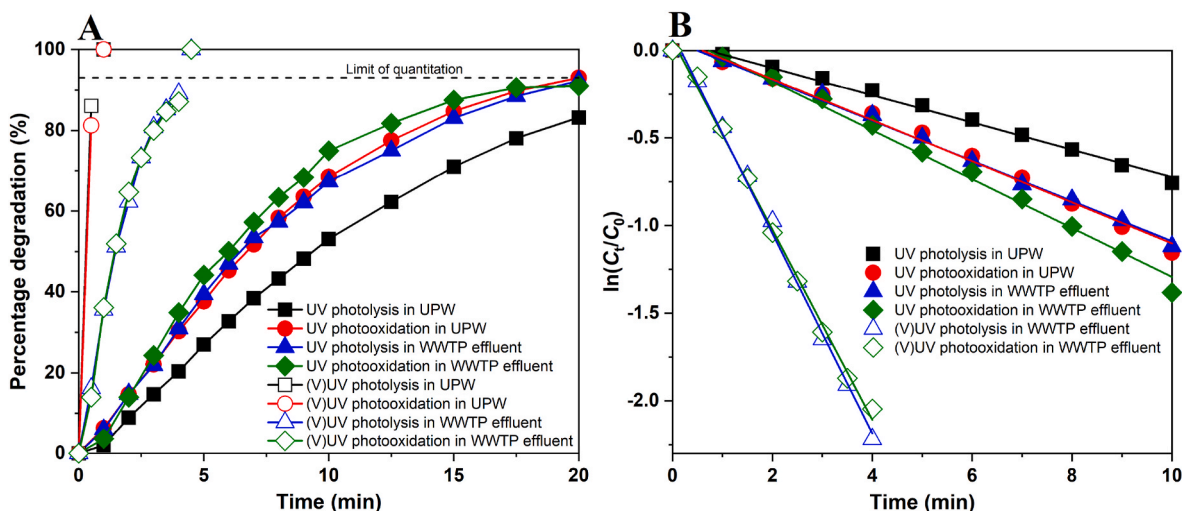 A
Percentage degradation (%)
100
80
60
40
20
0
Limit of quantitation
UV photolysis in UPW
UV photooxidation in UPW
UV photolysis in WWTP effluent
UV photooxidation in WWTP effluent
(V)UV photolysis in UPW
(V)UV photooxidation in UPW
(V)UV photolysis in WWTP effluent
(V)UV photooxidation in WWTP effluent
0 5 10 15 20
Time (min)
B
ln(Ct/C0)
0.0
-0.5
-1.0
-1.5
-2.0
UV photolysis in UPW
UV photooxidation in UPW
UV photolysis in WWTP effluent
UV photooxidation in WWTP effluent
(V)UV photolysis in WWTP effluent
(V)UV photooxidation in WWTP effluent
0 2 4 6 8 10
Time (min)